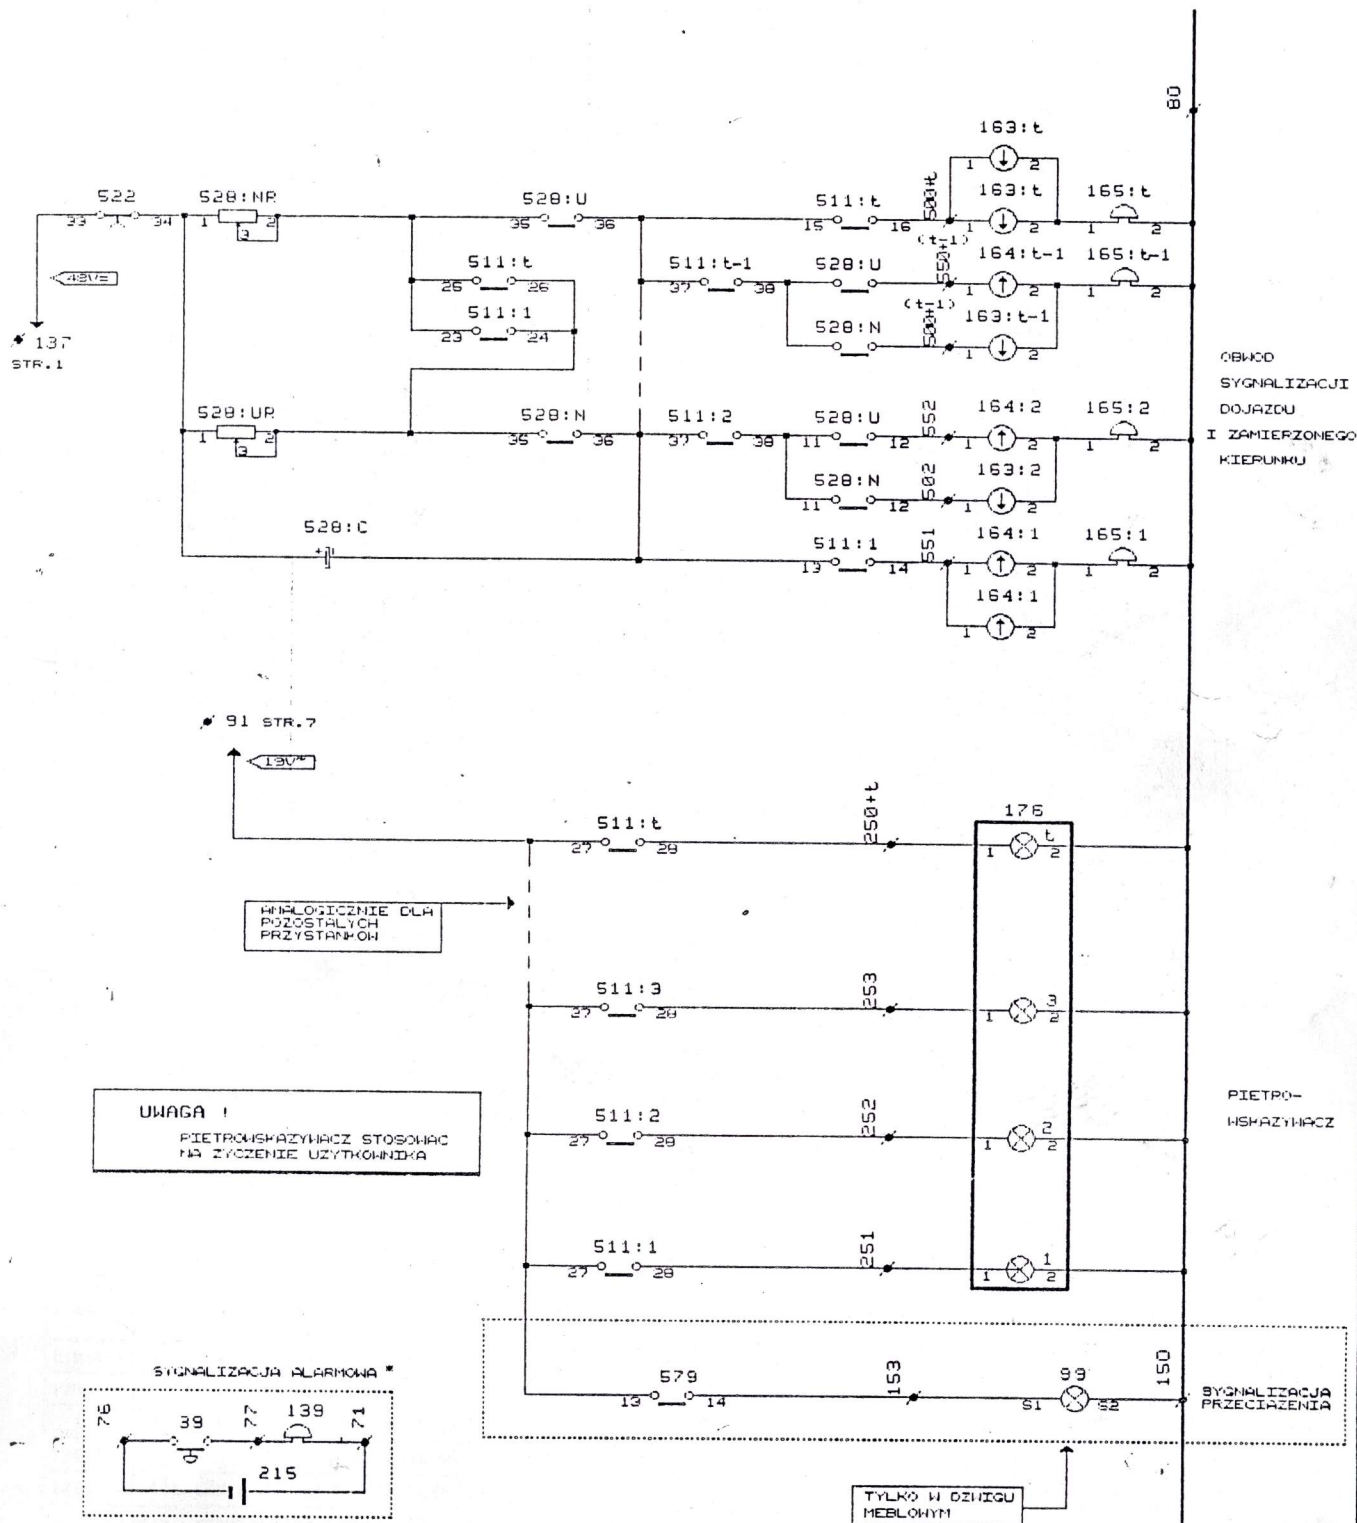 80
163:t
1 2
522 528:NR 528:U 511:t 500+t 163:t 165:t
33 34 1 2 3 35 36 15 16 1 2 1 2
(t-1)
511:t 511:t-1 528:U 550+ 164:t-1 165:t-1
42V= 25 26 37 38 1 2 1 2
(t-1)
511:1 528:N 500+ 163:t-1
137 23 24 1 2
STR.1
OBWOD
SYGNALIZACJI
DOJAZDU
I ZAMIERZONEGO
KIERUNKU
528:UR 528:N 511:2 528:U 552 164:2 165:2
1 2 3 35 36 37 38 11 12 1 2 1 2
528:N 502 163:2
11 12 1 2
528:C 511:1 551 164:1 165:1
+ 13 14 1 2 1 2
164:1
1 2
91 STR.7
511:t 250+t 176
27 28 1 t 2
ANALOGICZNIE DLA
POZOSTALYCH
PRZYSTANKOW
511:3 253
27 28 1 3 2
UWAGA !
PIETROWSKAZYWACZ STOSOWAC
NA ZYCZENIE UZYTKOWNIKA
511:2 252
27 28 1 2 2
PIETRO-
WSKAZYWACZ
511:1 251
27 28 1 1 2
579 153 99 150
13 14 S1 S2
SYGNALIZACJA
PRZECIAZENIA
SYGNALIZACJA ALARMOWA *
76 39 77 139 71
215
TYLKO W DZWIGU
MEBLOWYM